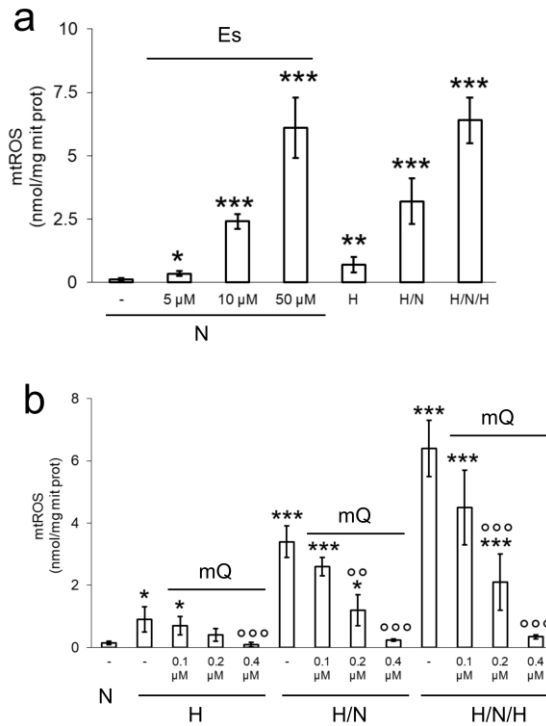 a
Es
mtROS
(nmol/mg mit prot)
10
7.5
5
2.5
0
*
***
***
**
***
***
- 5 µM 10 µM 50 µM H H/N H/N/H
N
b
mtROS
(nmol/mg mit prot)
8
6
4
2
0
mQ
mQ
mQ
* * °°°
*** *** °° * °°°
*** *** °°° *** °°°
- - 0.1 µM 0.2 µM 0.4 µM - 0.1 µM 0.2 µM 0.4 µM - 0.1 µM 0.2 µM 0.4 µM
N H H/N H/N/H